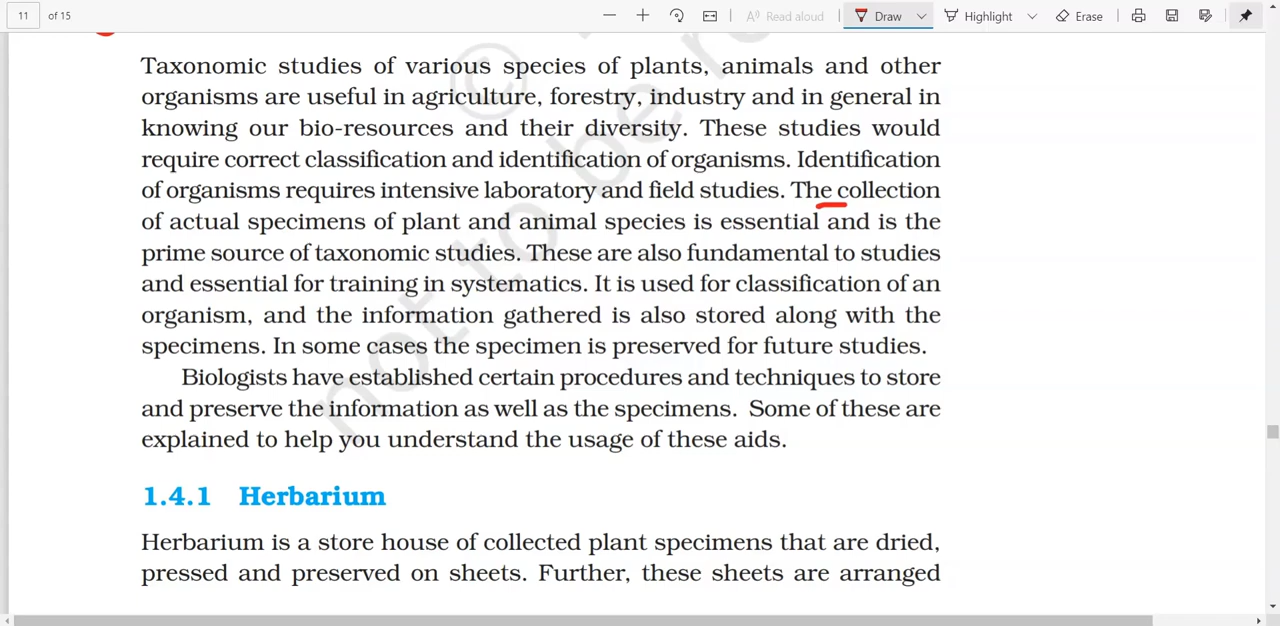 11 of 15 Read aloud Draw Highlight Erase
Taxonomic studies of various species of plants, animals and other
organisms are useful in agriculture, forestry, industry and in general in
knowing our bio-resources and their diversity. These studies would
require correct classification and identification of organisms. Identification
of organisms requires intensive laboratory and field studies. The collection
of actual specimens of plant and animal species is essential and is the
prime source of taxonomic studies. These are also fundamental to studies
and essential for training in systematics. It is used for classification of an
organism, and the information gathered is also stored along with the
specimens. In some cases the specimen is preserved for future studies.
Biologists have established certain procedures and techniques to store
and preserve the information as well as the specimens. Some of these are
explained to help you understand the usage of these aids.
1.4.1 Herbarium
Herbarium is a store house of collected plant specimens that are dried,
pressed and preserved on sheets. Further, these sheets are arranged
©
not to be r